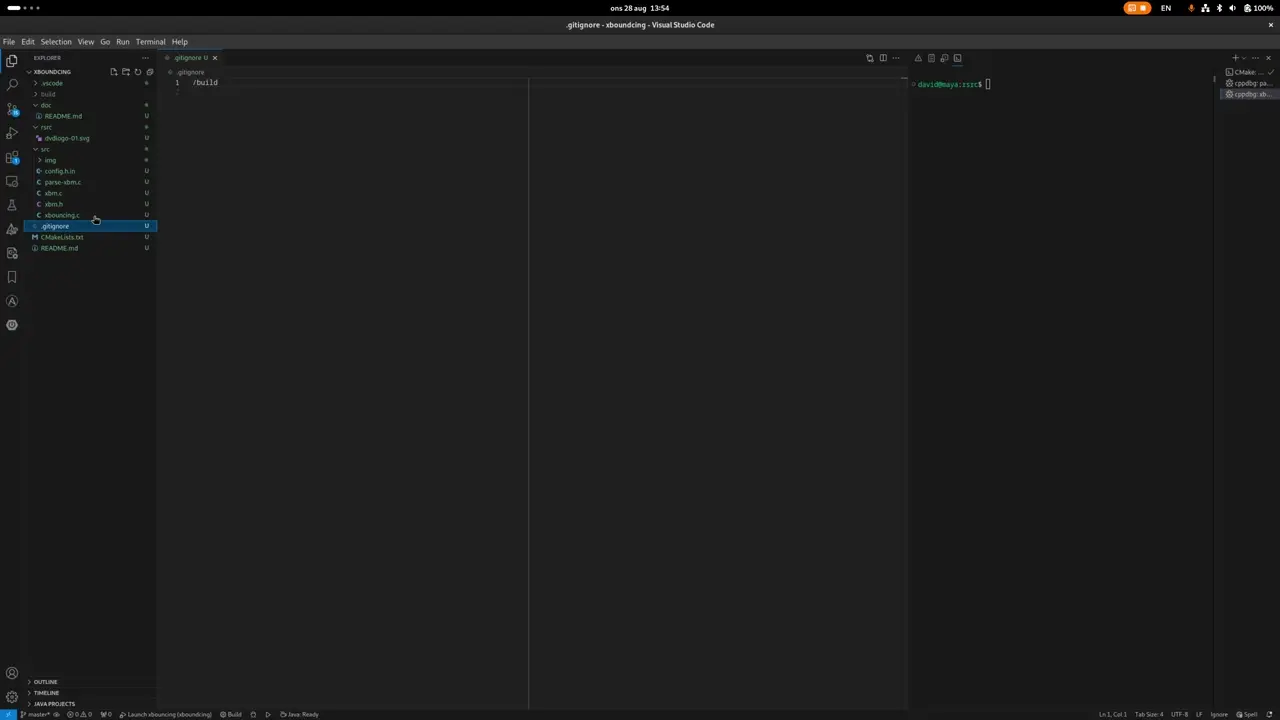 ons 28 aug 13:54
EN
100%
.gitignore - xboundcing - Visual Studio Code
File Edit Selection View Go Run Terminal Help
EXPLORER
XBOUNDCING
.vscode
build
doc
README.md
U
rsrc
dvdlogo-01.svg
U
src
img
config.h.in
U
parse-xbm.c
U
xbm.c
U
xbm.h
U
xbouncing.c
U
.gitignore
U
CMakeLists.txt
U
README.md
U
OUTLINE
TIMELINE
JAVA PROJECTS
.gitignore U
.gitignore
1 /build
2
david@maya:rsrc$
CMake: ...
cppdbg: pa...
cppdbg: xb...
master* 0 0 Launch xbouncing (xboundcing) Build Java: Ready
Ln 1, Col 1 Tab Size: 4 UTF-8 LF Ignore Spell